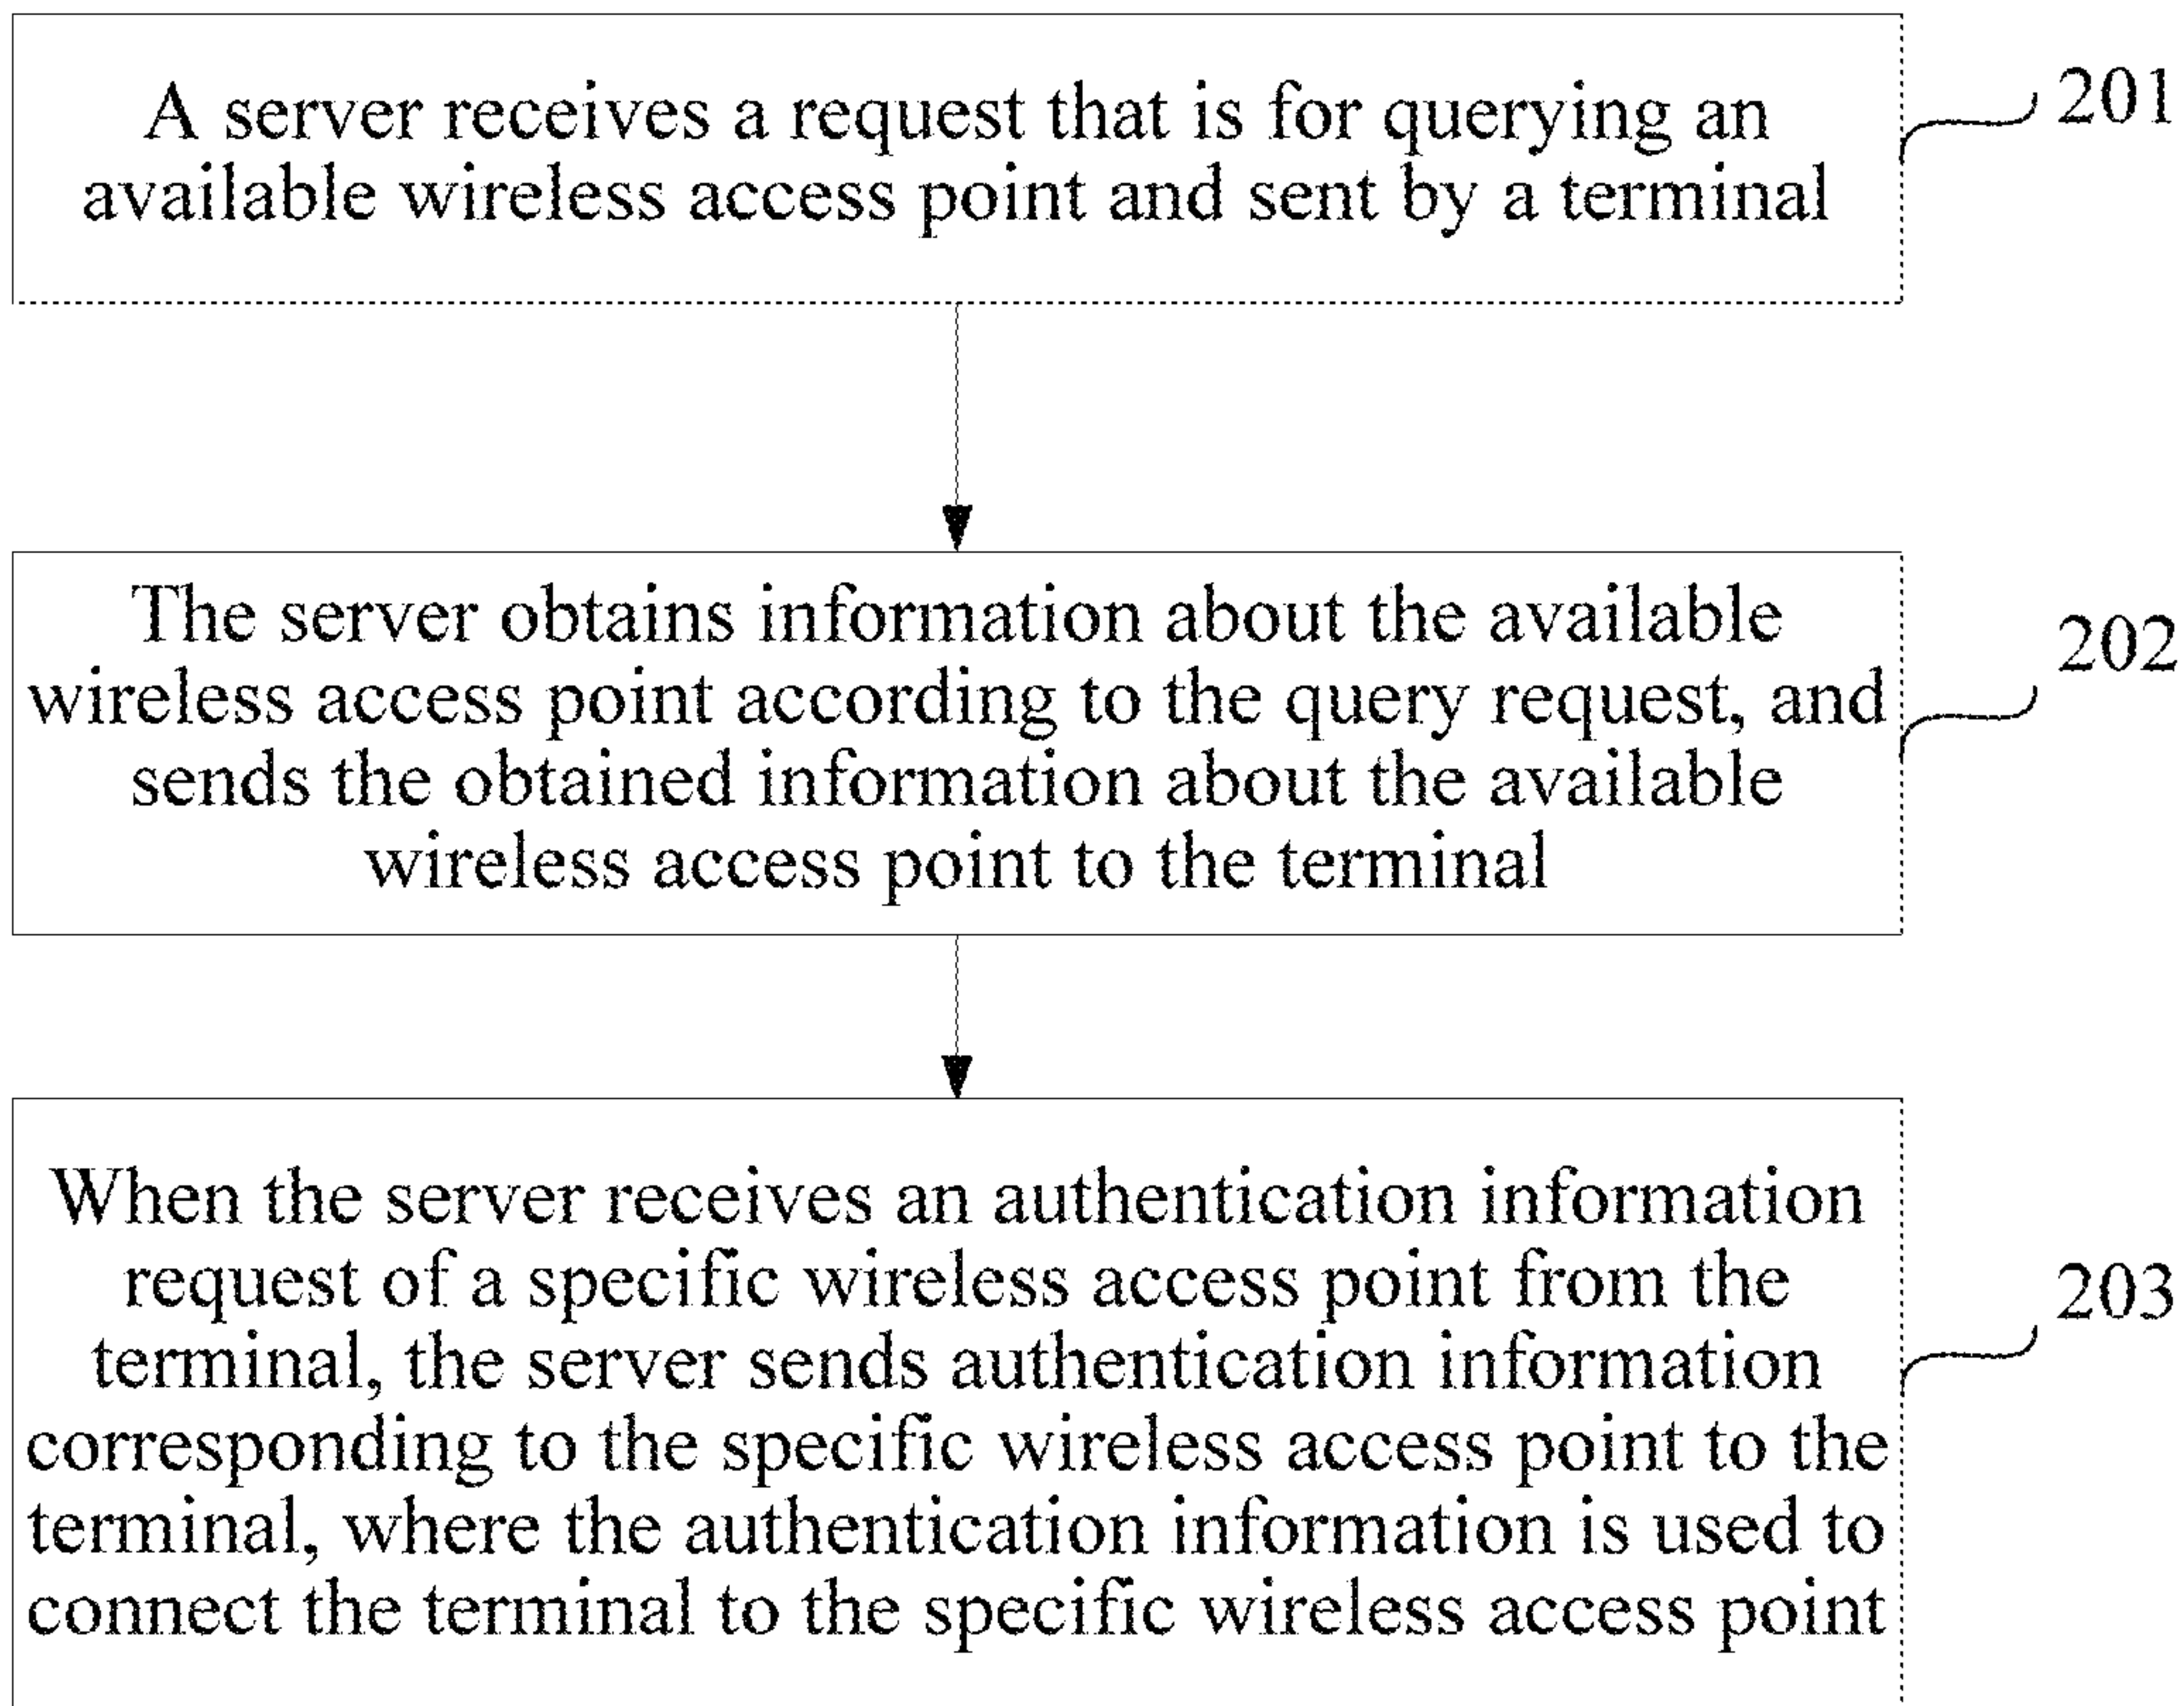 A server receives a request that is for querying an
available wireless access point and sent by a terminal
201
The server obtains information about the available
wireless access point according to the query request, and
sends the obtained information about the available
wireless access point to the terminal
202
When the server receives an authentication information
request of a specific wireless access point from the
terminal, the server sends authentication information
corresponding to the specific wireless access point to the
terminal, where the authentication information is used to
connect the terminal to the specific wireless access point
203